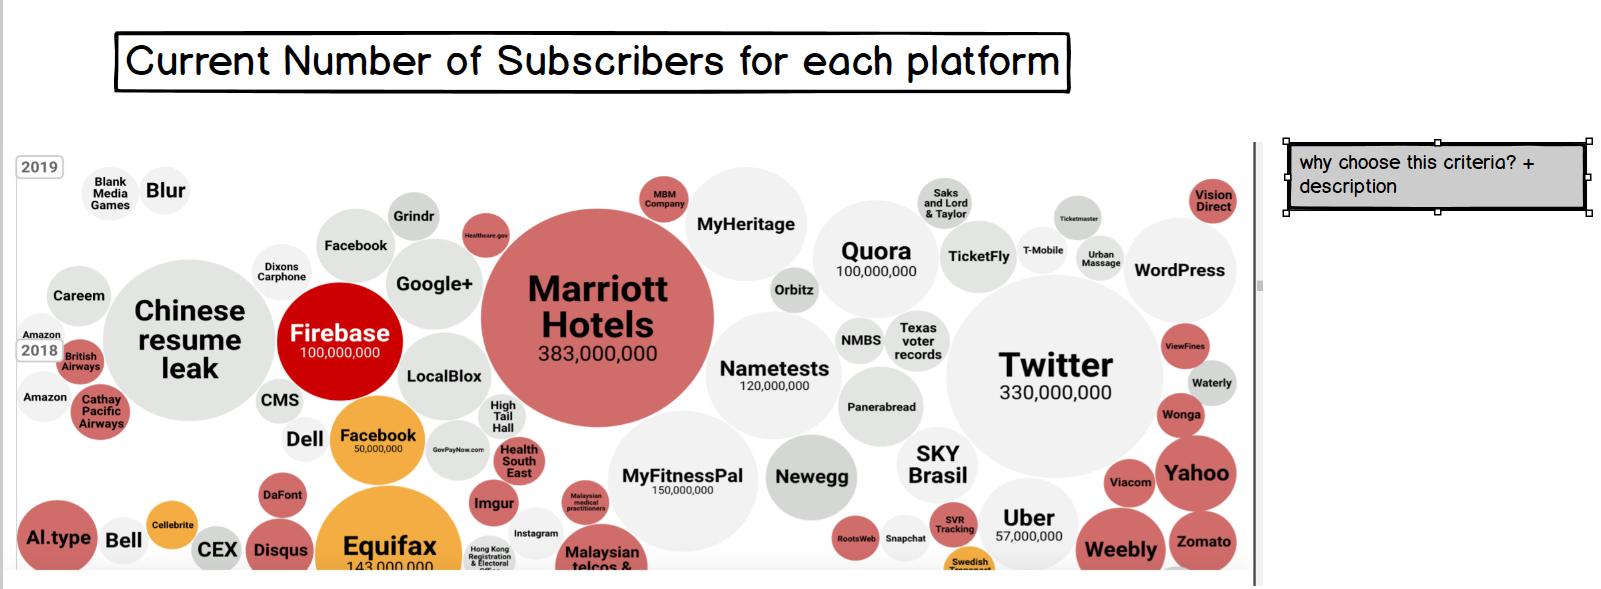 Current Number of Subscribers for each platform
why choose this criteria? +
description
2019
Blank
Media
Games
Blur
Grindr
Facebook
Healthcare.gov
MBM
Company
MyHeritage
Saks
and Lord
& Taylor
Ticketmaster
Vision
Direct
Quora
100,000,000
TicketFly
T-Mobile
Urban
Massage
WordPress
Dixons
Carphone
Google+
Careem
Chinese
resume
leak
Marriott
Hotels
383,000,000
Orbitz
Amazon
2018
British
Airways
Firebase
100,000,000
NMBS
Texas
voter
records
ViewFines
LocalBlox
Nametests
120,000,000
Twitter
330,000,000
Waterly
Amazon
Cathay
Pacific
Airways
CMS
High
Tail
Hall
Panerabread
Wonga
Dell
Facebook
50,000,000
GovPayNow.com
Health
South
East
MyFitnessPal
150,000,000
Newegg
SKY
Brasil
Viacom
Yahoo
DaFont
Imgur
Malaysian
medical
practitioners
AI.type
Bell
Cellebrite
CEX
Disqus
Equifax
143,000,000
Instagram
Hong Kong
Registration
& Electoral
Office
Malaysian
telcos &
RootsWeb
Snapchat
SVR
Tracking
Swedish
Transport
Uber
57,000,000
Weebly
Zomato